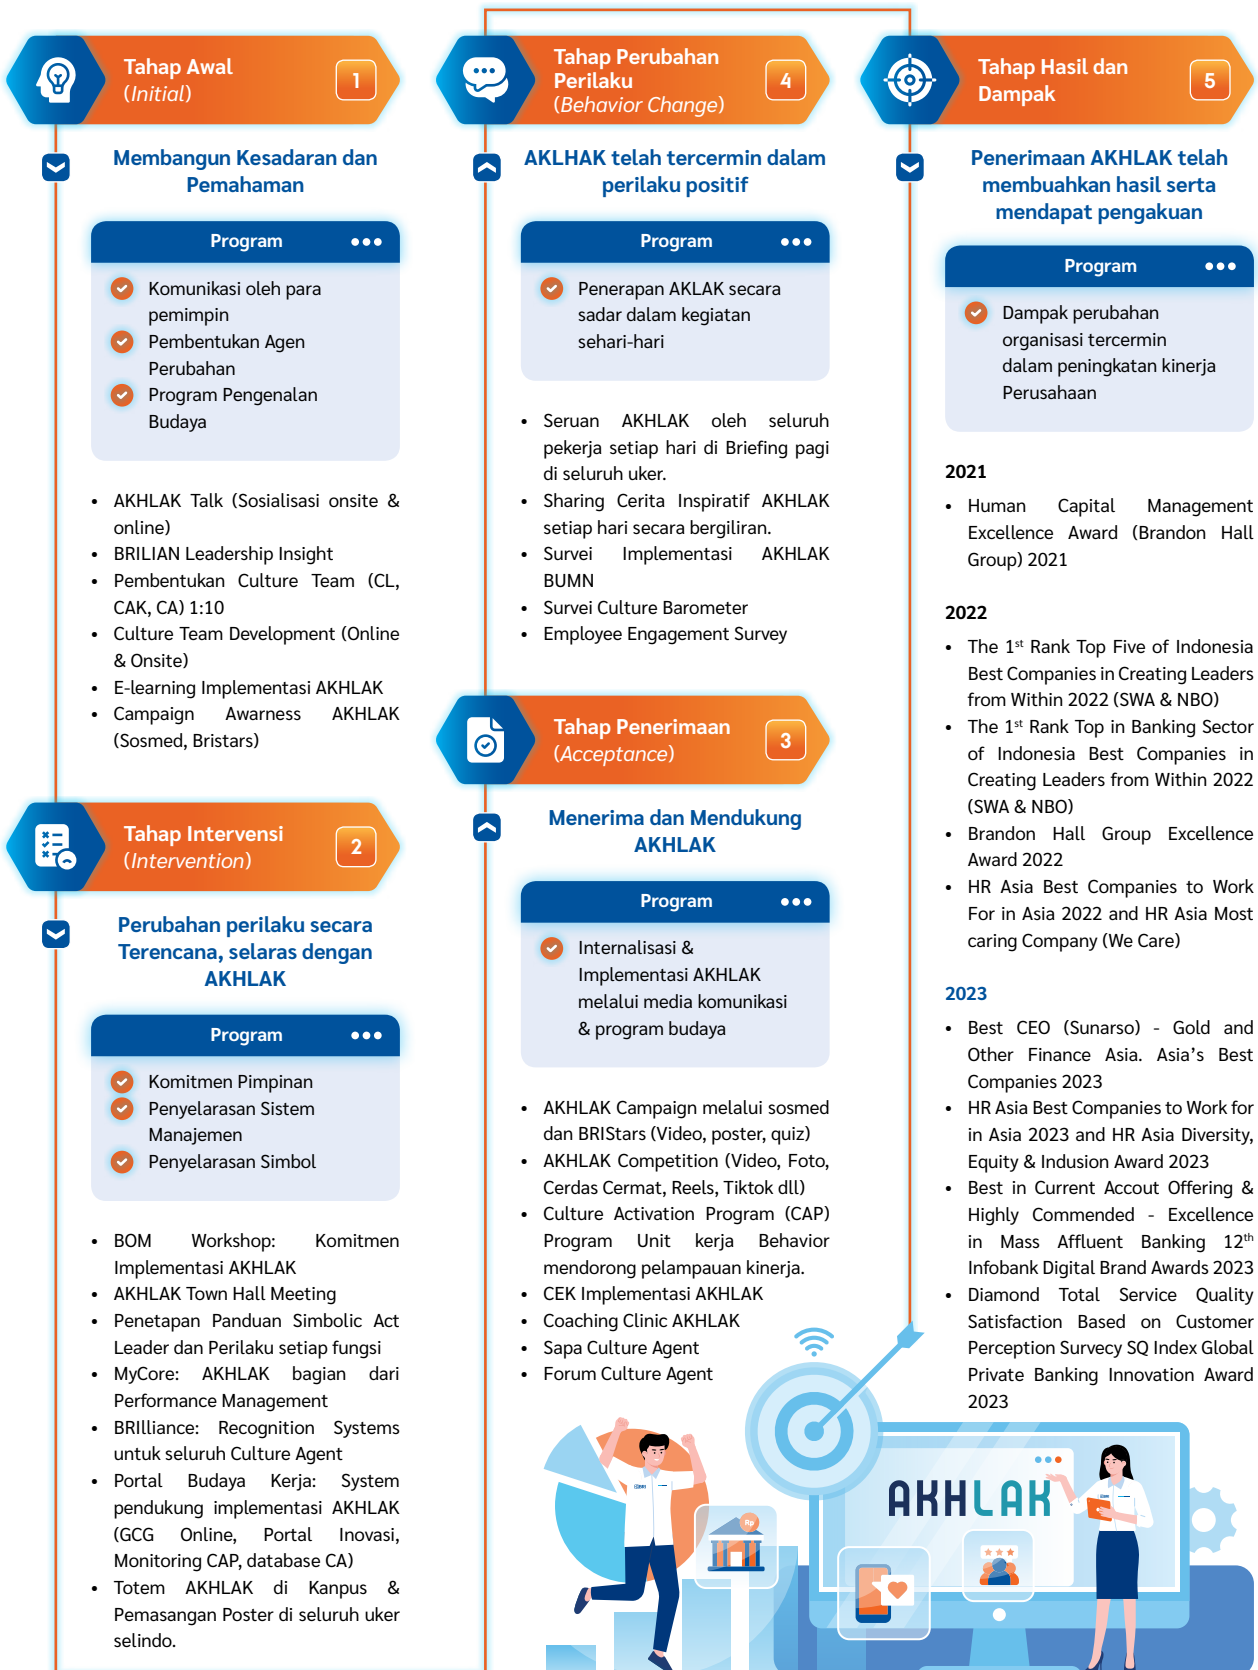 Tahap Awal
(Initial)
1
Membangun Kesadaran dan
Pemahaman
Program
Komunikasi oleh para
pemimpin
Pembentukan Agen
Perubahan
Program Pengenalan
Budaya
• AKHLAK Talk (Sosialisasi onsite &
online)
• BRILIAN Leadership Insight
• Pembentukan Culture Team (CL,
CAK, CA) 1:10
• Culture Team Development (Online
& Onsite)
• E-learning Implementasi AKHLAK
• Campaign Awarness AKHLAK
(Sosmed, Bristars)
Tahap Intervensi
(Intervention)
2
Perubahan perilaku secara
Terencana, selaras dengan
AKHLAK
Program
Komitmen Pimpinan
Penyelarasan Sistem
Manajemen
Penyelarasan Simbol
• BOM Workshop: Komitmen
Implementasi AKHLAK
• AKHLAK Town Hall Meeting
• Penetapan Panduan Simbolic Act
Leader dan Perilaku setiap fungsi
• MyCore: AKHLAK bagian dari
Performance Management
• BRIlliance: Recognition Systems
untuk seluruh Culture Agent
• Portal Budaya Kerja: System
pendukung implementasi AKHLAK
(GCG Online, Portal Inovasi,
Monitoring CAP, database CA)
• Totem AKHLAK di Kanpus &
Pemasangan Poster di seluruh uker
selindo.
Tahap Perubahan
Perilaku
(Behavior Change)
4
AKLHAK telah tercermin dalam
perilaku positif
Program
Penerapan AKLAK secara
sadar dalam kegiatan
sehari-hari
• Seruan AKHLAK oleh seluruh
pekerja setiap hari di Briefing pagi
di seluruh uker.
• Sharing Cerita Inspiratif AKHLAK
setiap hari secara bergiliran.
• Survei Implementasi AKHLAK
BUMN
• Survei Culture Barometer
• Employee Engagement Survey
Tahap Penerimaan
(Acceptance)
3
Menerima dan Mendukung
AKHLAK
Program
Internalisasi &
Implementasi AKHLAK
melalui media komunikasi
& program budaya
• AKHLAK Campaign melalui sosmed
dan BRIStars (Video, poster, quiz)
• AKHLAK Competition (Video, Foto,
Cerdas Cermat, Reels, Tiktok dll)
• Culture Activation Program (CAP)
Program Unit kerja Behavior
mendorong pelampauan kinerja.
• CEK Implementasi AKHLAK
• Coaching Clinic AKHLAK
• Sapa Culture Agent
• Forum Culture Agent
Tahap Hasil dan
Dampak
5
Penerimaan AKHLAK telah
membuahkan hasil serta
mendapat pengakuan
Program
Dampak perubahan
organisasi tercermin
dalam peningkatan kinerja
Perusahaan
2021
• Human Capital Management
Excellence Award (Brandon Hall
Group) 2021
2022
• The 1st Rank Top Five of Indonesia
Best Companies in Creating Leaders
from Within 2022 (SWA & NBO)
• The 1st Rank Top in Banking Sector
of Indonesia Best Companies in
Creating Leaders from Within 2022
(SWA & NBO)
• Brandon Hall Group Excellence
Award 2022
• HR Asia Best Companies to Work
For in Asia 2022 and HR Asia Most
caring Company (We Care)
2023
• Best CEO (Sunarso) - Gold and
Other Finance Asia. Asia's Best
Companies 2023
• HR Asia Best Companies to Work for
in Asia 2023 and HR Asia Diversity,
Equity & Indusion Award 2023
• Best in Current Accout Offering &
Highly Commended - Excellence
in Mass Affluent Banking 12th
Infobank Digital Brand Awards 2023
• Diamond Total Service Quality
Satisfaction Based on Customer
Perception Survecy SQ Index Global
Private Banking Innovation Award
2023
AKHLAK
Rp